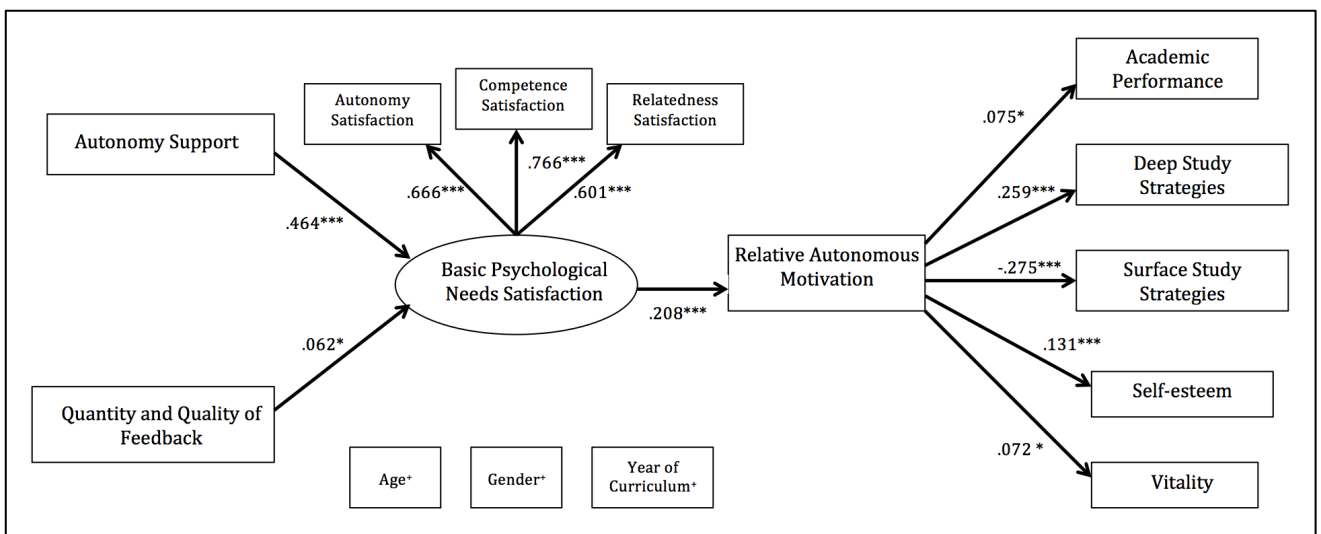 Academic
Performance
Competence
Satisfaction
Autonomy
Satisfaction
Relatedness
Satisfaction
.075*
Autonomy Support
Deep Study
Strategies
.766***
.666***
.601***
.259***
.464***
Relative Autonomous
Motivation
Basic Psychological
Needs Satisfaction
-.275***
Surface Study
Strategies
.208***
.062*
.131***
Self-esteem
Quantity and Quality of
Feedback
.072 *
Age⁺
Gender⁺
Year of
Curriculum⁺
Vitality